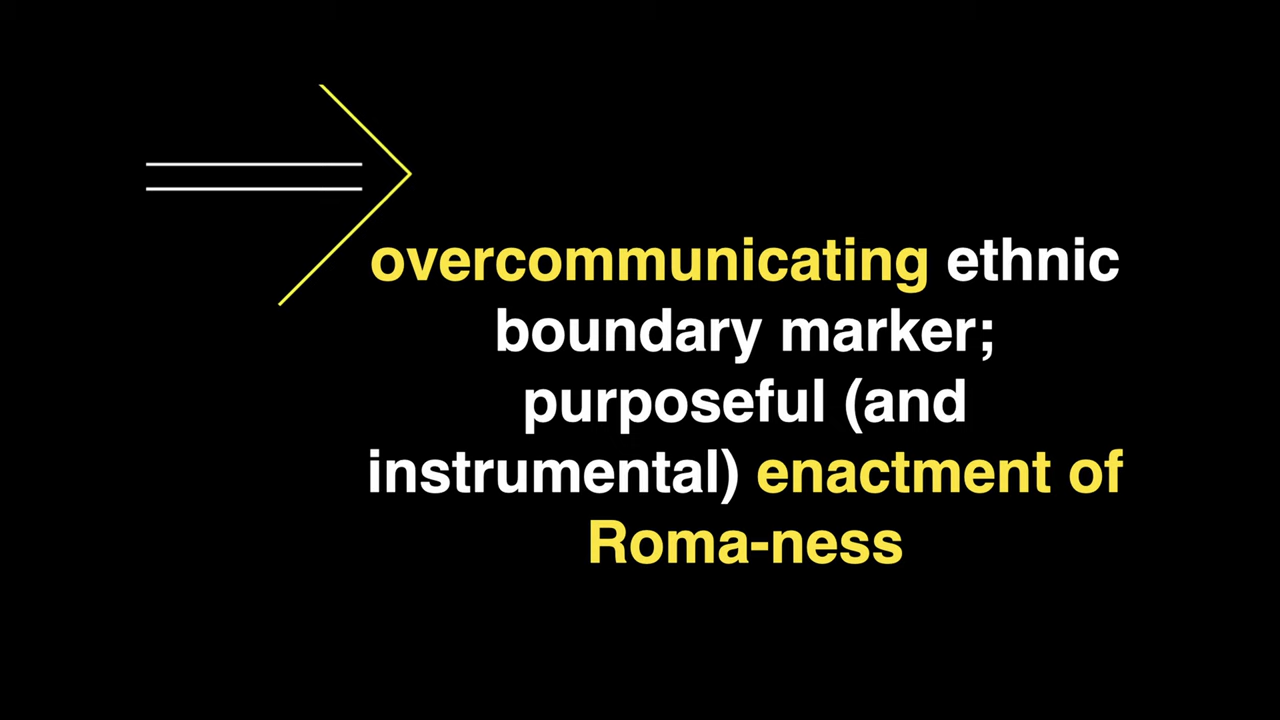 overcommunicating ethnic
boundary marker;
purposeful (and
instrumental) enactment of
Roma-ness